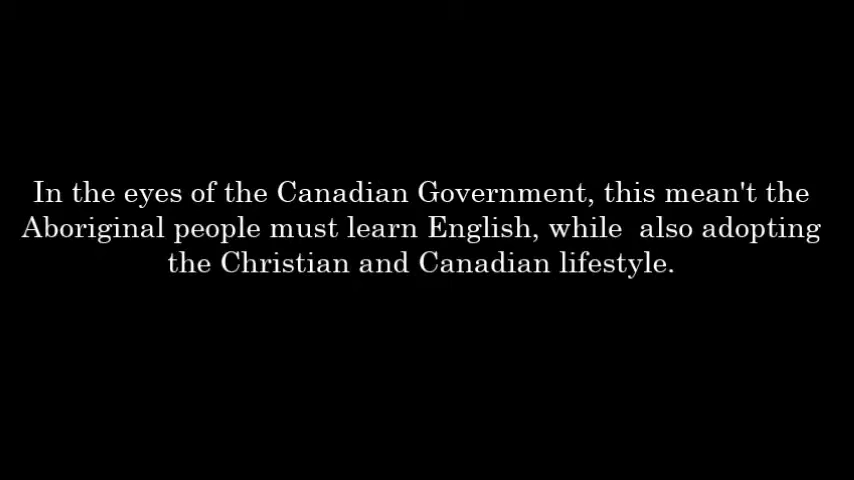 In the eyes of the Canadian Government, this mean't the
Aboriginal people must learn English, while  also adopting
the Christian and Canadian lifestyle.